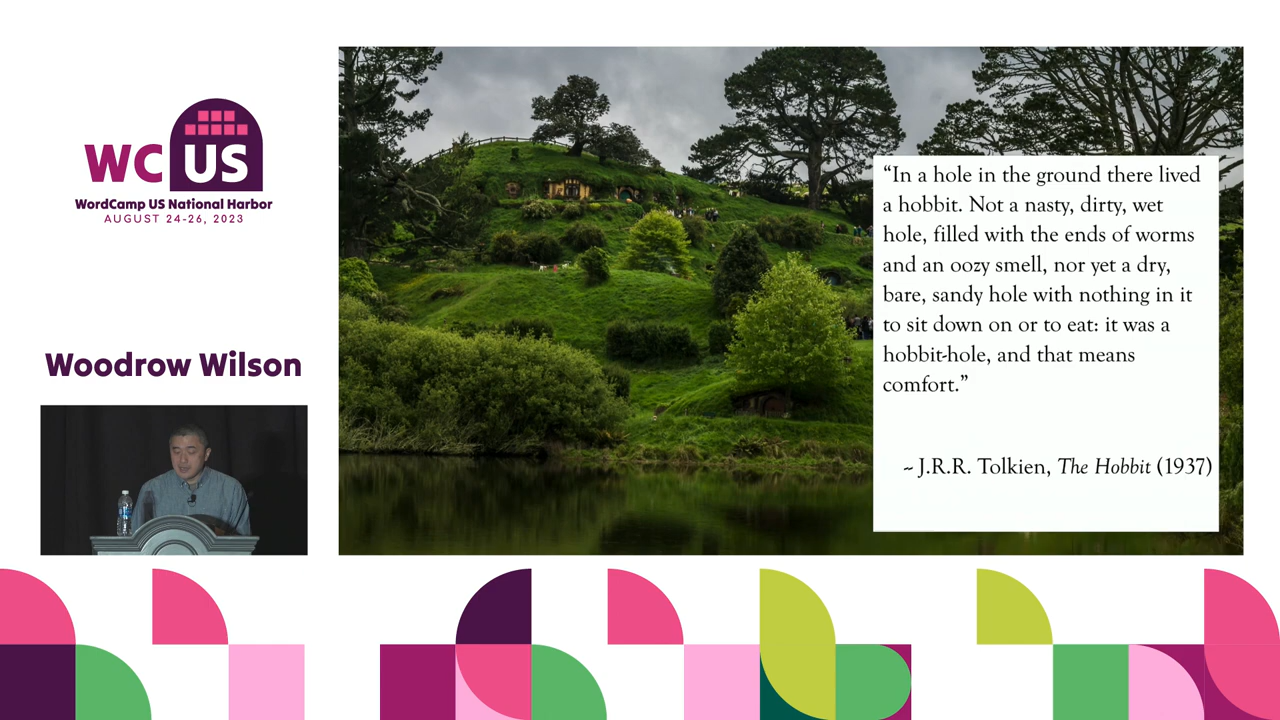 WC US
WordCamp US National Harbor
AUGUST 24-26, 2023
Woodrow Wilson
“In a hole in the ground there lived
a hobbit. Not a nasty, dirty, wet
hole, filled with the ends of worms
and an oozy smell, nor yet a dry,
bare, sandy hole with nothing in it
to sit down on or to eat: it was a
hobbit-hole, and that means
comfort.”
~ J.R.R. Tolkien, The Hobbit (1937)